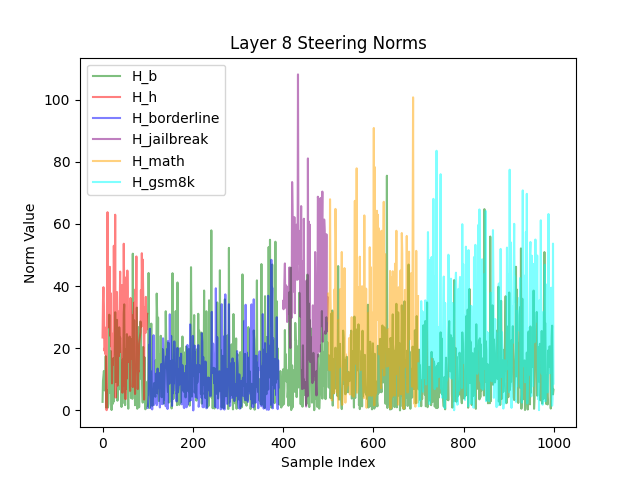 Layer 8 Steering Norms
H_b
H_h
H_borderline
H_jailbreak
H_math
H_gsm8k
Norm Value
100
80
60
40
20
0
0 200 400 600 800 1000
Sample Index